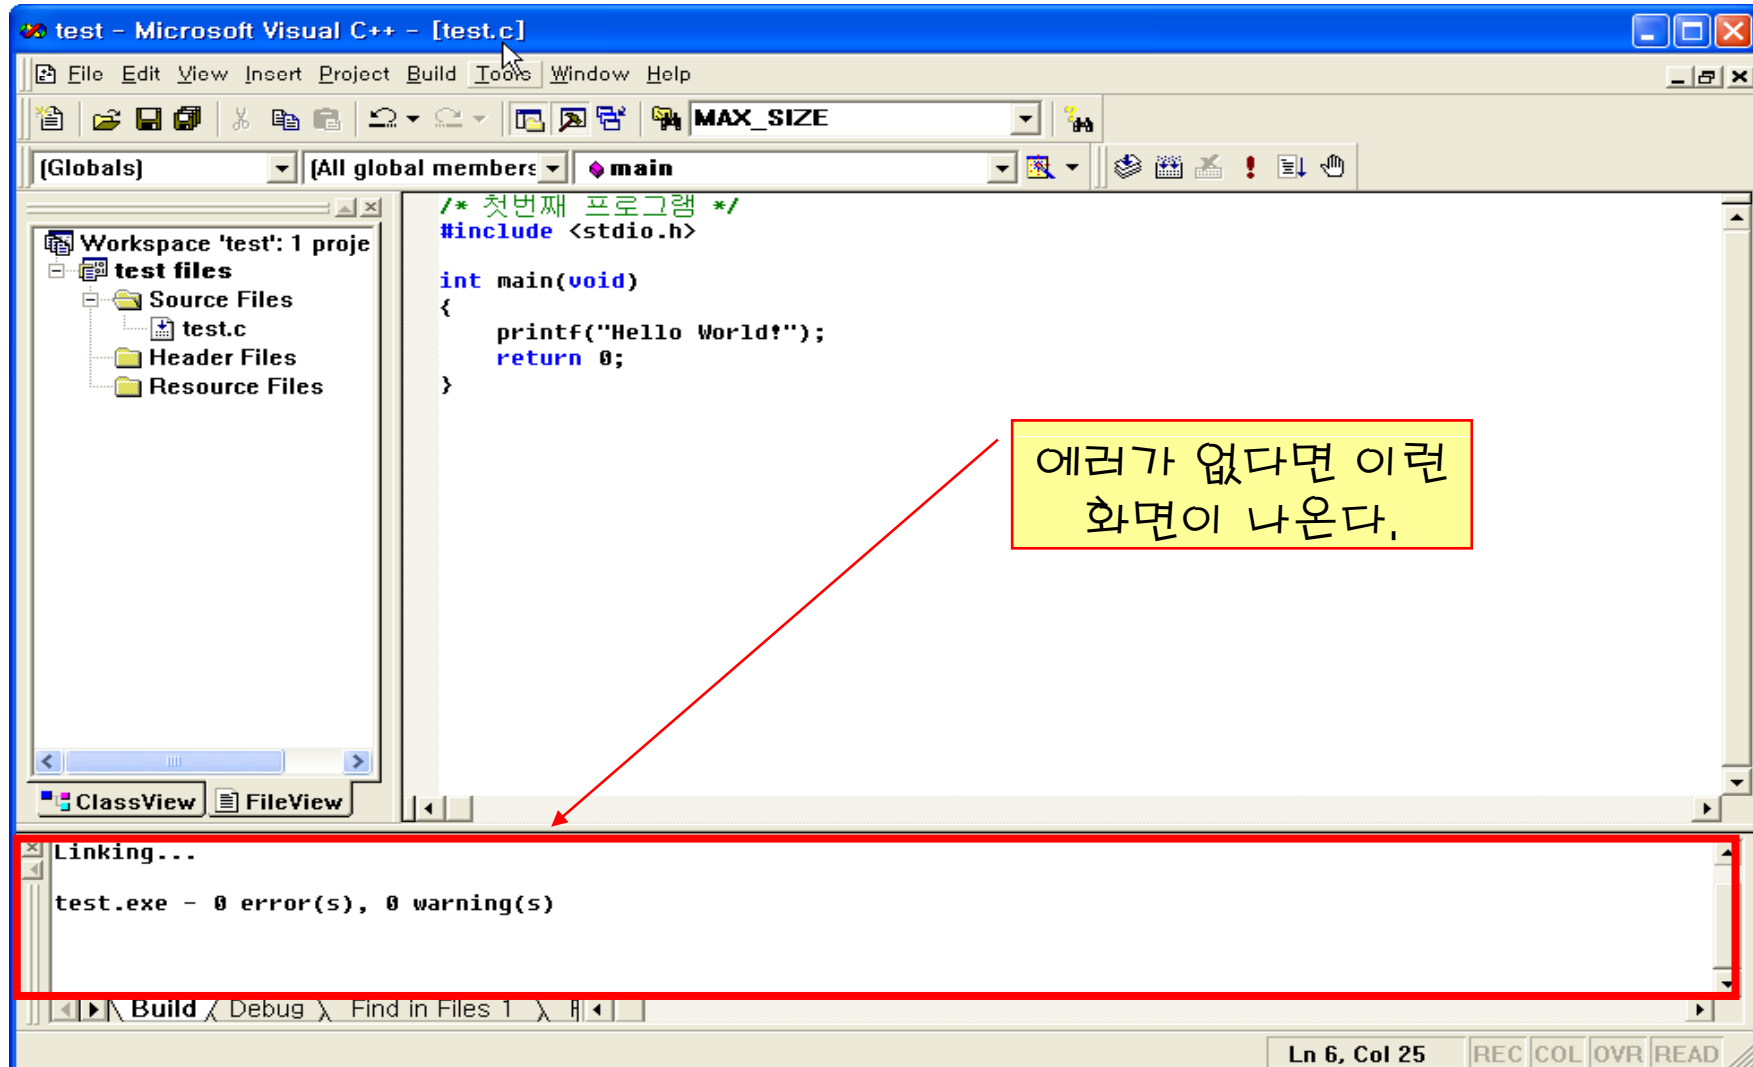 test - Microsoft Visual C++ - [test.c]
File Edit View Insert Project Build Tools Window Help
MAX_SIZE
(Globals) (All global members main
Workspace 'test': 1 proje
test files
Source Files
test.c
Header Files
Resource Files
ClassView FileView
/* 첫번째 프로그램 */
#include <stdio.h>
int main(void)
{
printf("Hello World!");
return 0;
}
에러가 없다면 이런
화면이 나온다.
Linking...
test.exe - 0 error(s), 0 warning(s)
Build Debug Find in Files 1
Ln 6, Col 25 REC COL OVR READ